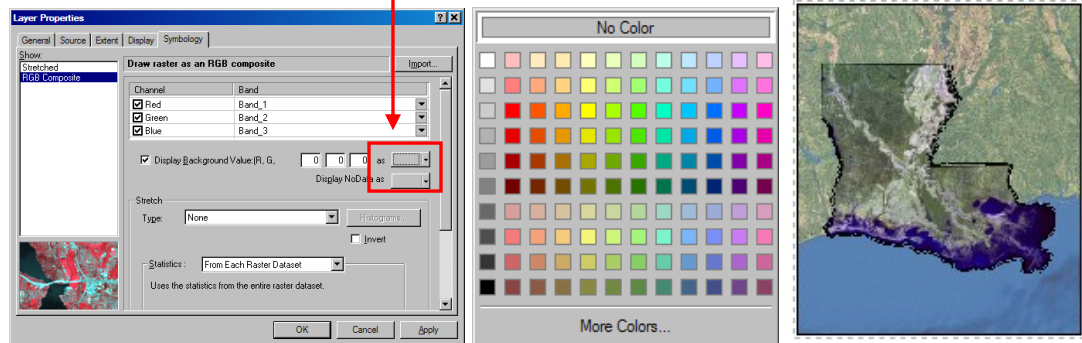 Layer Properties
General Source Extent Display Symbology
Show:
Stretched
RGB Composite
Draw raster as an RGB composite
Import...
Channel Band
Red Band_1
Green Band_2
Blue Band_3
Display Background Value:(R, G, 0 0 0 as
Display NoData as
Stretch
Type: None Histograms...
Invert
Statistics : From Each Raster Dataset
Uses the statistics from the entire raster dataset.
OK Cancel Apply
No Color
More Colors...